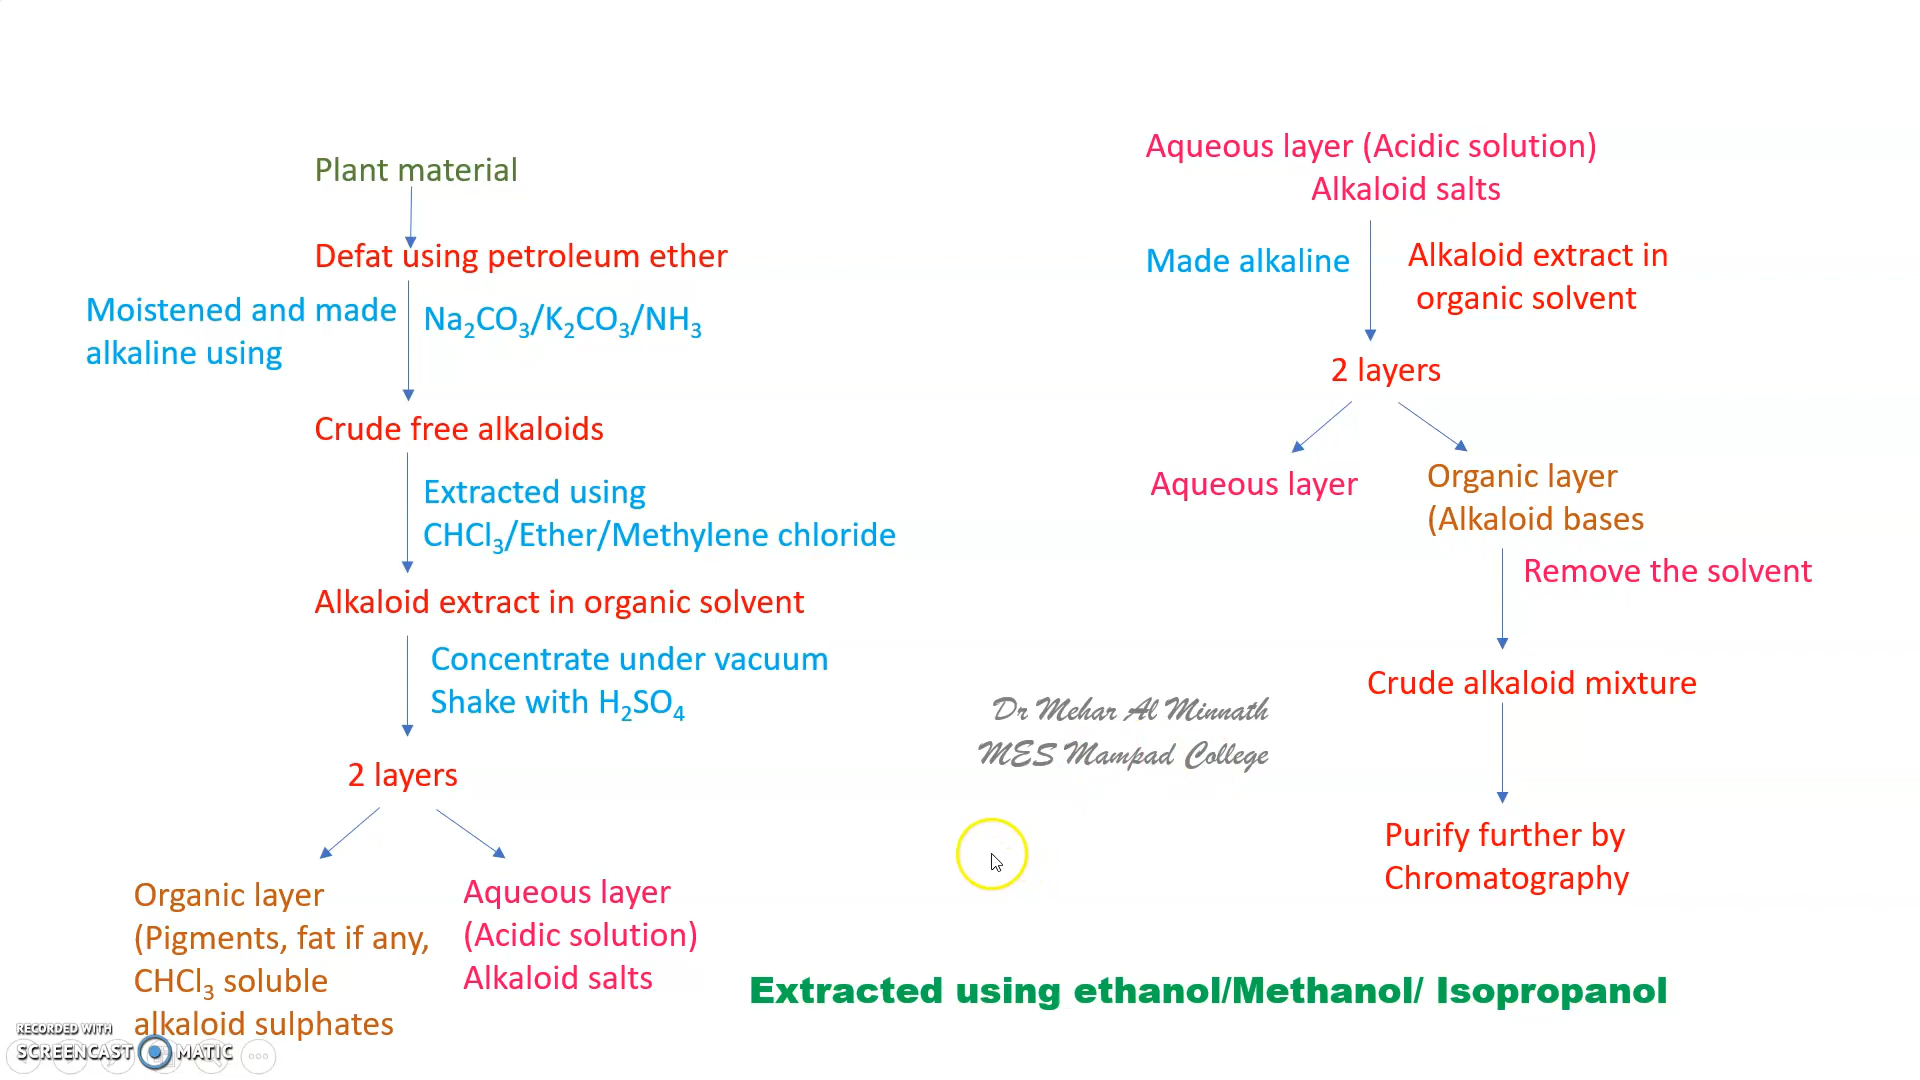 Plant material
Defat using petroleum ether
Moistened and made
alkaline using
Na₂CO₃/K₂CO₃/NH₃
Crude free alkaloids
Extracted using
CHCl₃/Ether/Methylene chloride
Alkaloid extract in organic solvent
Concentrate under vacuum
Shake with H₂SO₄
2 layers
Organic layer
(Pigments, fat if any,
CHCl₃ soluble
alkaloid sulphates
Aqueous layer
(Acidic solution)
Alkaloid salts
Aqueous layer (Acidic solution)
Alkaloid salts
Made alkaline
Alkaloid extract in
organic solvent
2 layers
Aqueous layer
Organic layer
(Alkaloid bases
Remove the solvent
Crude alkaloid mixture
Purify further by
Chromatography
Dr Mehar Al Minnath
MES Mampad College
Extracted using ethanol/Methanol/ Isopropanol
RECORDED WITH
SCREENCAST MATIC